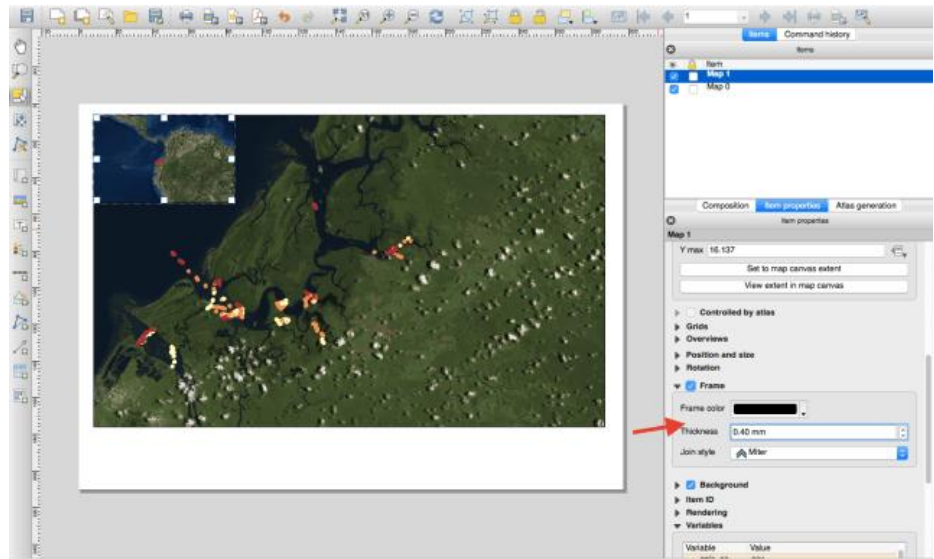 1
Items
Command history
Items
Item
Map 1
Map 0
Composition
Item properties
Atlas generation
Item properties
Map 1
Y max 16.137
Set to map canvas extent
View extent in map canvas
Controlled by atlas
Grids
Overviews
Position and size
Rotation
Frame
Frame color
Thickness 0.40 mm
Join style Miter
Background
Item ID
Rendering
Variables
Variable Value